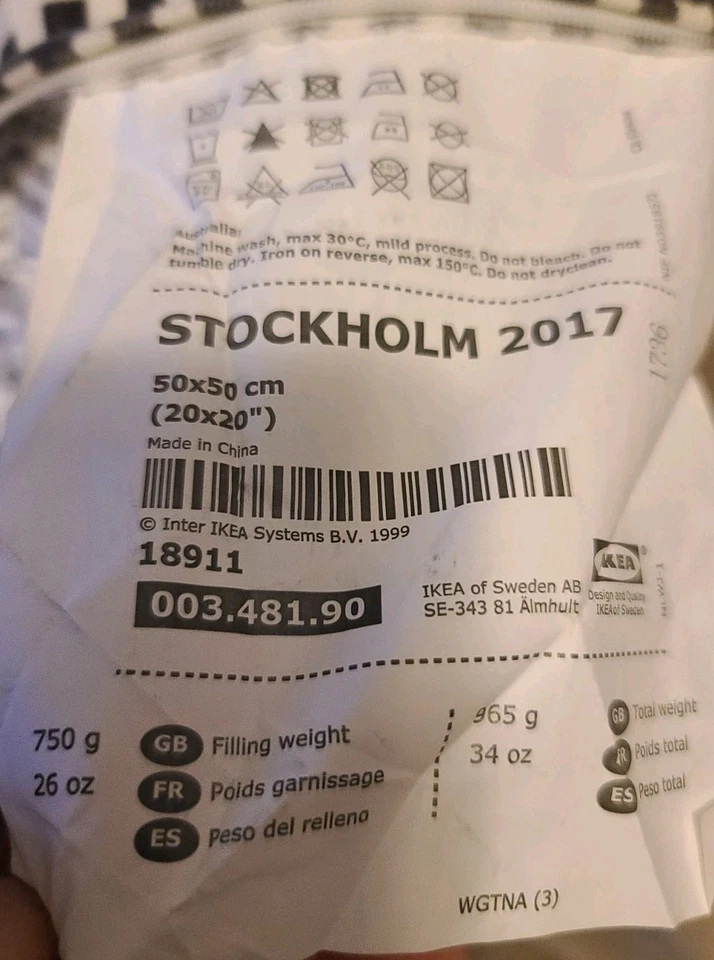 Australia:
Machine wash, max 30°C, mild process. Do not bleach. Do not
tumble dry. Iron on reverse, max 150°C. Do not dryclean.
STOCKHOLM 2017
50x50 cm
(20x20")
Made in China
© Inter IKEA Systems B.V. 1999
18911
003.481.90
IKEA of Sweden AB
SE-343 81 Älmhult
IKEA®
Design and Quality
IKEA of Sweden
750 g
26 oz
GB Filling weight
FR Poids garnissage
ES Peso del relleno
965 g
34 oz
GB Total weight
FR Poids total
ES Peso total
WGTNA (3)